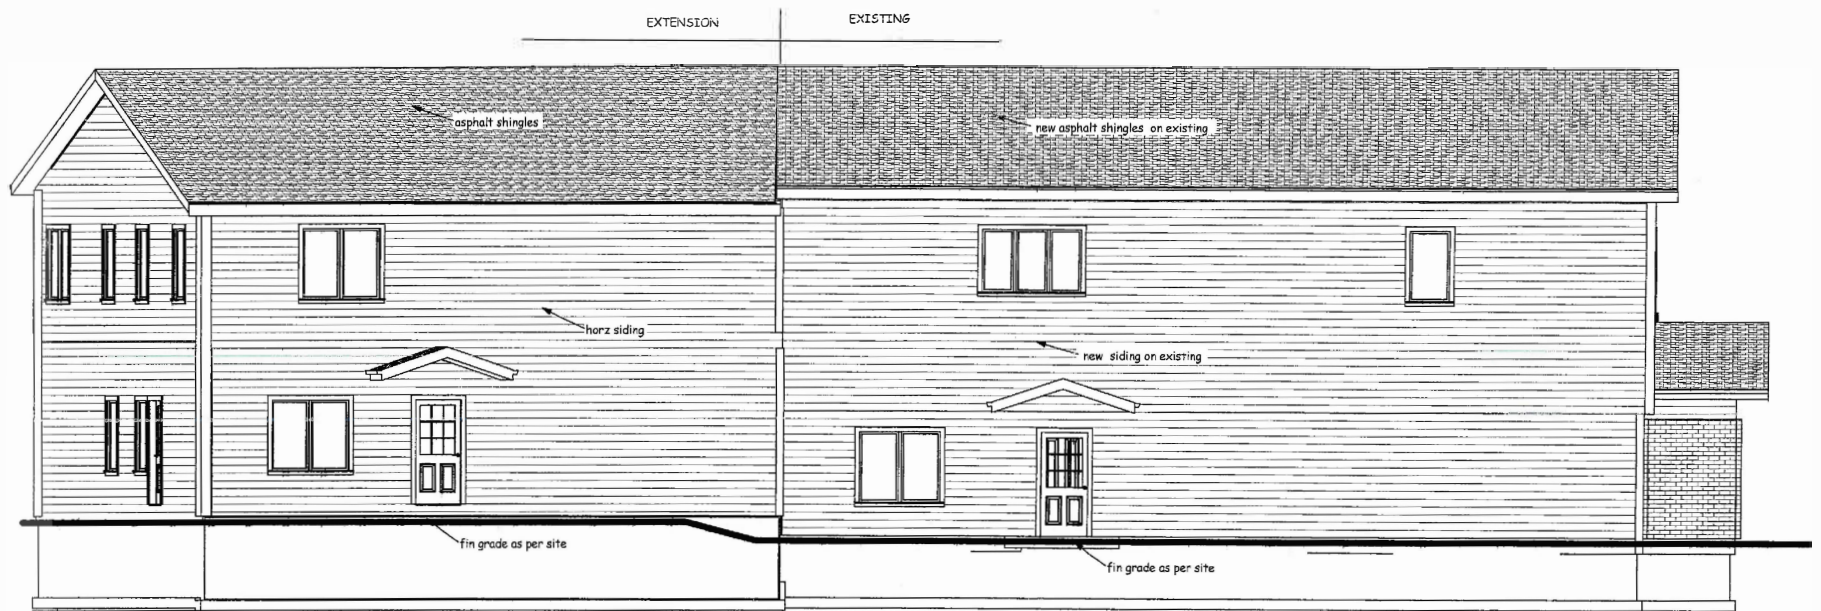 EXTENSION
EXISTING
asphalt shingles
new asphalt shingles on existing
horz siding
new siding on existing
fin grade as per site
fin grade as per site